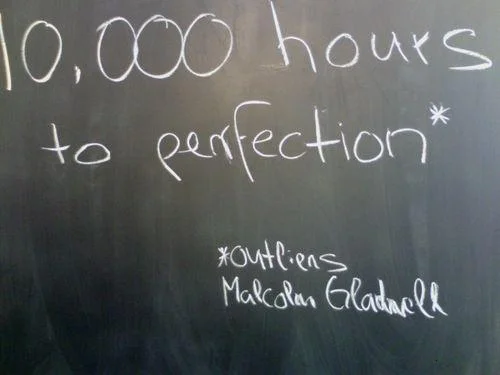 10,000 hours
to perfection*
*outliers
Malcolm Gladwell